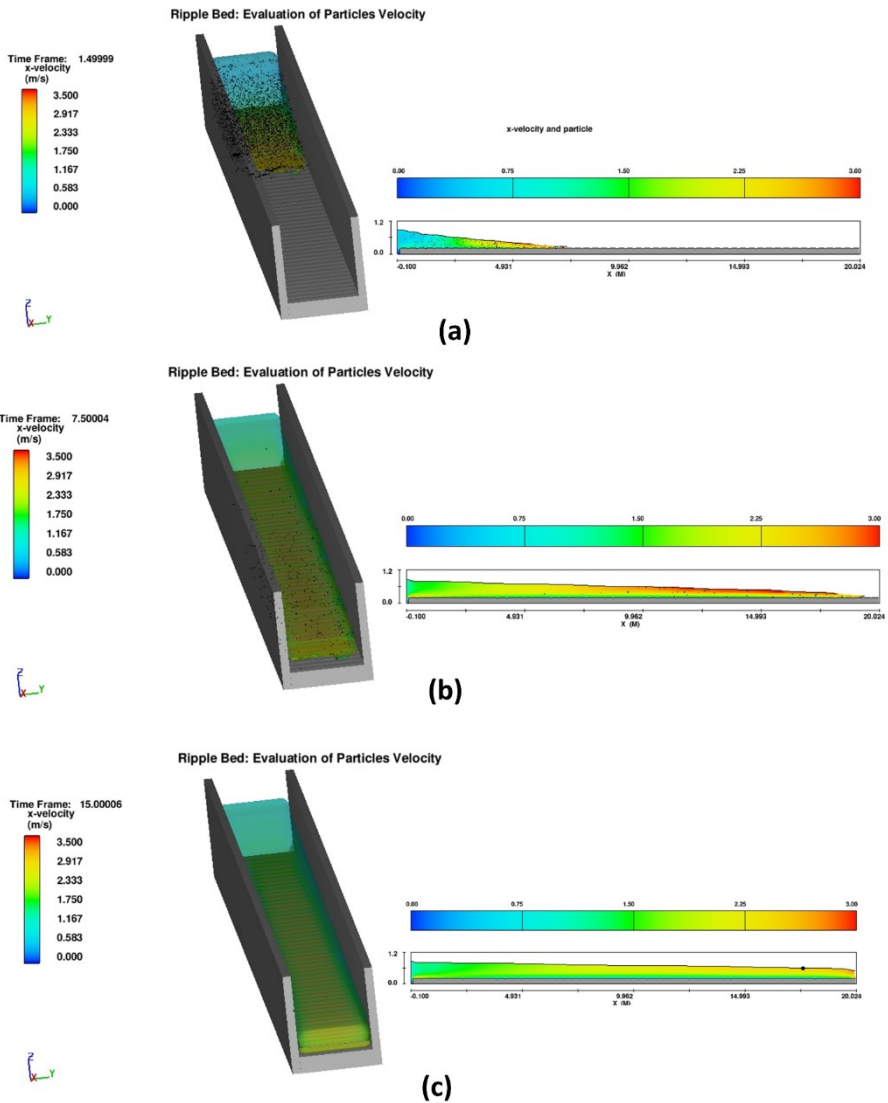 Ripple Bed: Evaluation of Particles Velocity
Time Frame: 1.49999
x-velocity
(m/s)
3.500
2.917
2.333
1.750
1.167
0.583
0.000
x-velocity and particle
0.00 0.75 1.50 2.25 3.00
1.2
0.0
-0.100 4.931 9.962 14.993 20.024
X (M)
Z
X Y
(a)
Ripple Bed: Evaluation of Particles Velocity
Time Frame: 7.50004
x-velocity
(m/s)
3.500
2.917
2.333
1.750
1.167
0.583
0.000
0.00 0.75 1.50 2.25 3.00
1.2
0.0
-0.100 4.931 9.962 14.993 20.024
X (M)
Z
X Y
(b)
Ripple Bed: Evaluation of Particles Velocity
Time Frame: 15.00006
x-velocity
(m/s)
3.500
2.917
2.333
1.750
1.167
0.583
0.000
0.00 0.75 1.50 2.25 3.00
1.2
0.0
-0.100 4.931 9.962 14.993 20.024
X (M)
Z
X Y
(c)